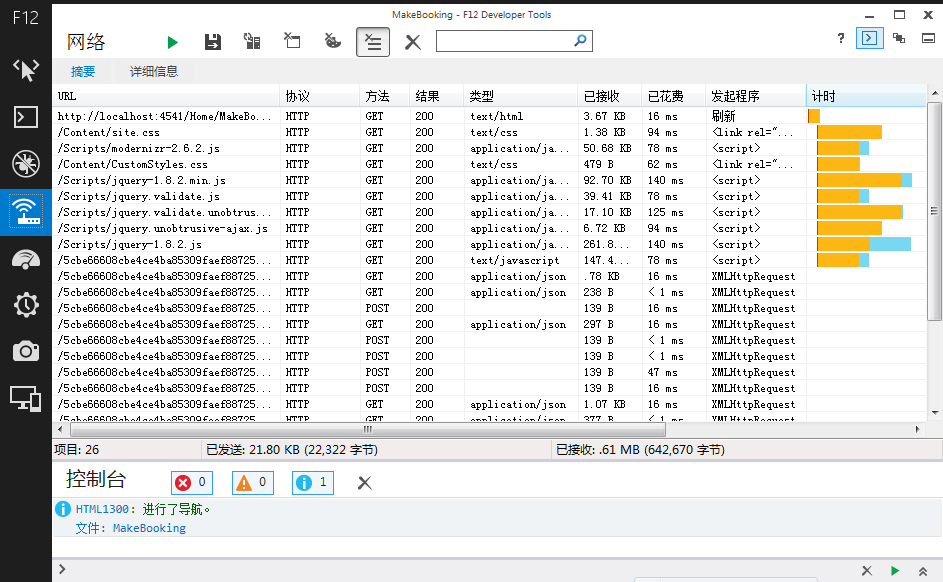 F12
MakeBooking - F12 Developer Tools
网络
?
摘要 详细信息
URL 协议 方法 结果 类型 已接收 已花费 发起程序 计时
http://localhost:4541/Home/MakeBo... HTTP GET 200 text/html 3.67 KB 16 ms 刷新
/Content/site.css HTTP GET 200 text/css 1.38 KB 94 ms <link rel="...
/Scripts/modernizr-2.6.2.js HTTP GET 200 application/ja... 50.68 KB 78 ms <script>
/Content/CustomStyles.css HTTP GET 200 text/css 479 B 62 ms <link rel="...
/Scripts/jquery-1.8.2.min.js HTTP GET 200 application/ja... 92.70 KB 140 ms <script>
/Scripts/jquery.validate.js HTTP GET 200 application/ja... 39.41 KB 78 ms <script>
/Scripts/jquery.validate.unobtrus... HTTP GET 200 application/ja... 17.10 KB 125 ms <script>
/Scripts/jquery.unobtrusive-ajax.js HTTP GET 200 application/ja... 6.72 KB 94 ms <script>
/Scripts/jquery-1.8.2.js HTTP GET 200 application/ja... 261.8... 140 ms <script>
/5cbe66608cbe4ce4ba85309faef88725... HTTP GET 200 text/javascript 147.4... 78 ms <script>
/5cbe66608cbe4ce4ba85309faef88725... HTTP GET 200 application/json .78 KB 16 ms XMLHttpRequest
/5cbe66608cbe4ce4ba85309faef88725... HTTP GET 200 application/json 238 B < 1 ms XMLHttpRequest
/5cbe66608cbe4ce4ba85309faef88725... HTTP POST 200 139 B 16 ms XMLHttpRequest
/5cbe66608cbe4ce4ba85309faef88725... HTTP GET 200 application/json 297 B 16 ms XMLHttpRequest
/5cbe66608cbe4ce4ba85309faef88725... HTTP POST 200 139 B < 1 ms XMLHttpRequest
/5cbe66608cbe4ce4ba85309faef88725... HTTP POST 200 139 B < 1 ms XMLHttpRequest
/5cbe66608cbe4ce4ba85309faef88725... HTTP POST 200 139 B 47 ms XMLHttpRequest
/5cbe66608cbe4ce4ba85309faef88725... HTTP POST 200 139 B 16 ms XMLHttpRequest
/5cbe66608cbe4ce4ba85309faef88725... HTTP GET 200 application/json 1.07 KB 16 ms XMLHttpRequest
/5cbe66608cbe4ce4ba85309faef88725... HTTP GET 200 application/json 377 B < 1 ms XMLHttpRequest
项目: 26 已发送: 21.80 KB (22,322 字节) 已接收: .61 MB (642,670 字节)
控制台 0 0 1
HTML1300: 进行了导航。
文件: MakeBooking